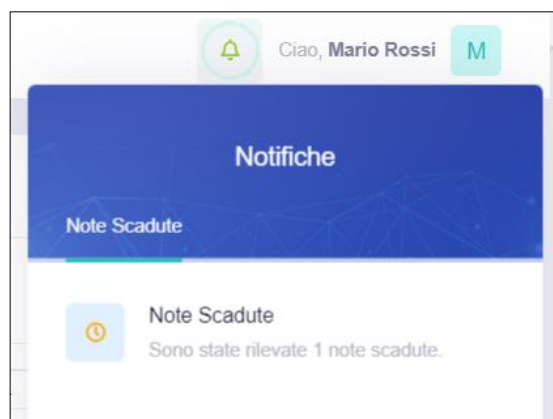 Ciao, Mario Rossi M
Notifiche
Note Scadute
Note Scadute
Sono state rilevate 1 note scadute.